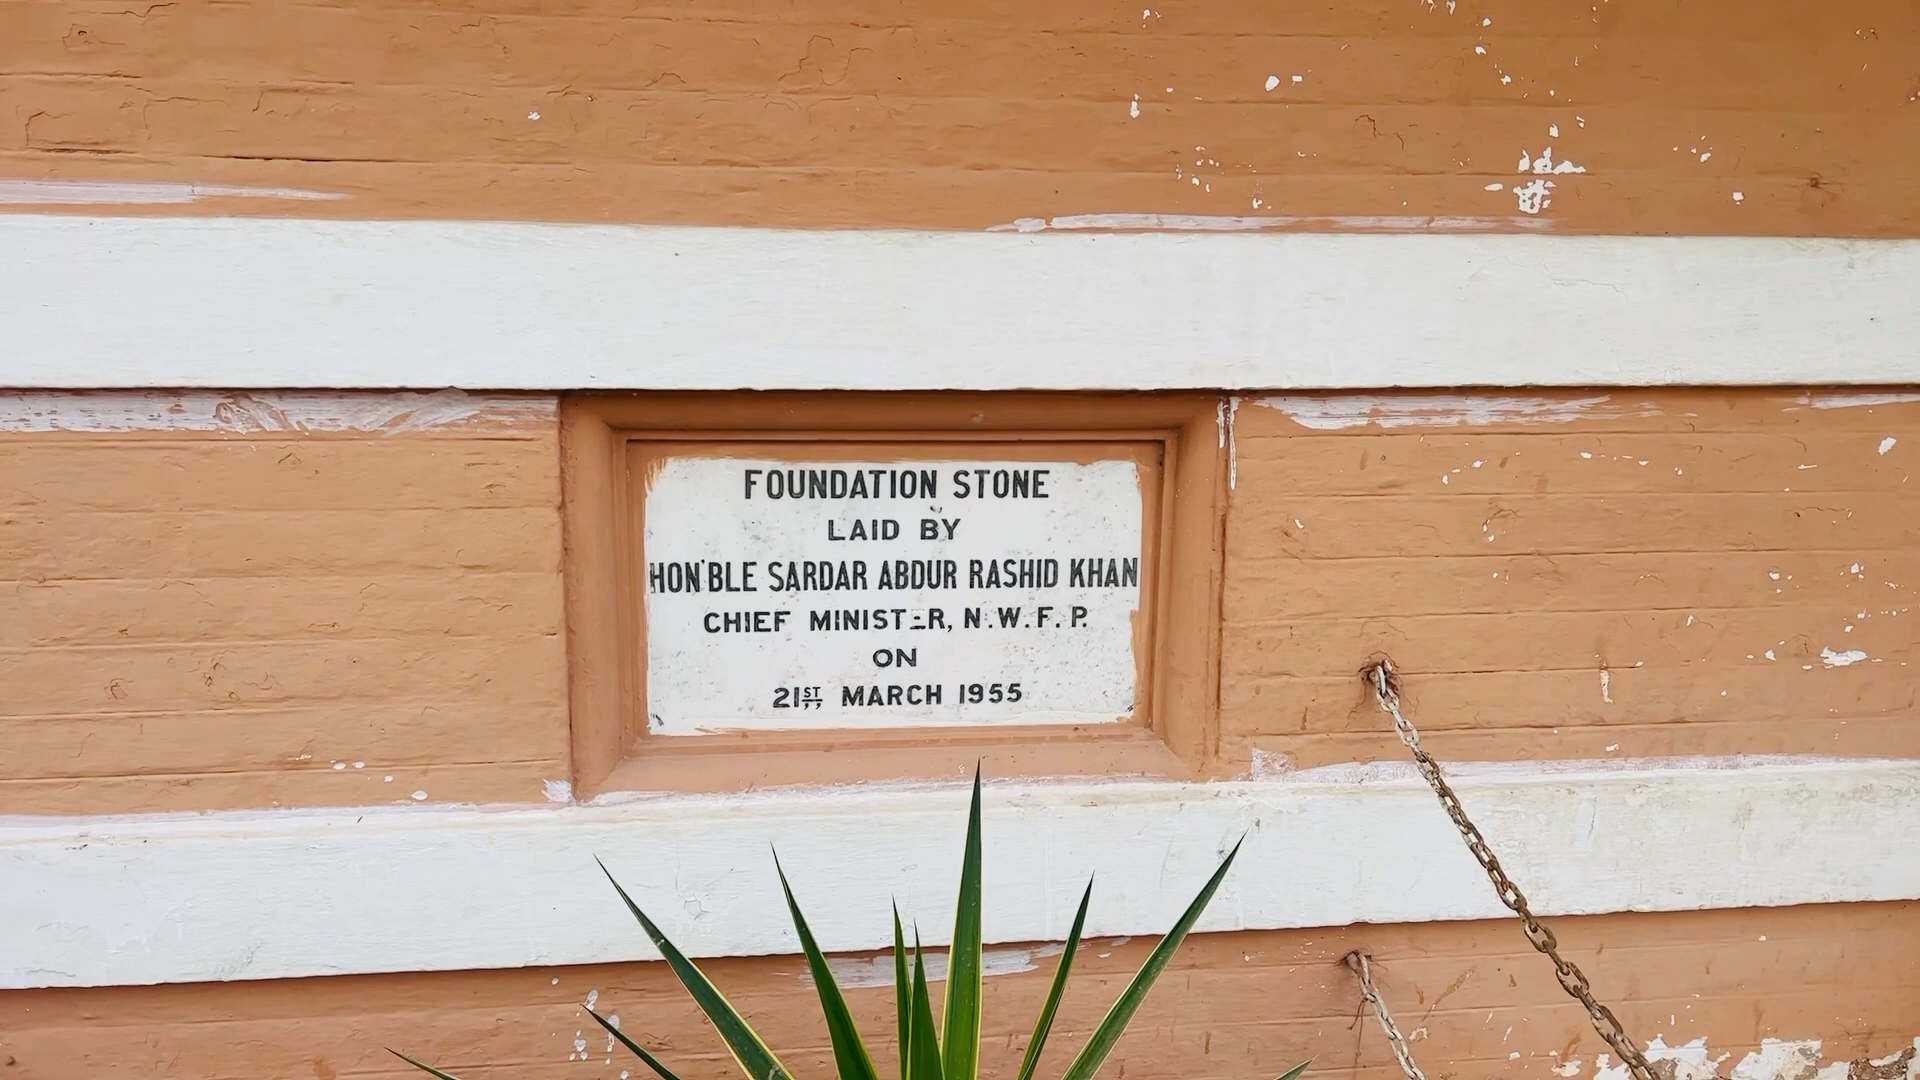 FOUNDATION STONE
LAID BY
HON'BLE SARDAR ABDUR RASHID KHAN
CHIEF MINISTER, N.W.F.P.
ON
21ST MARCH 1955